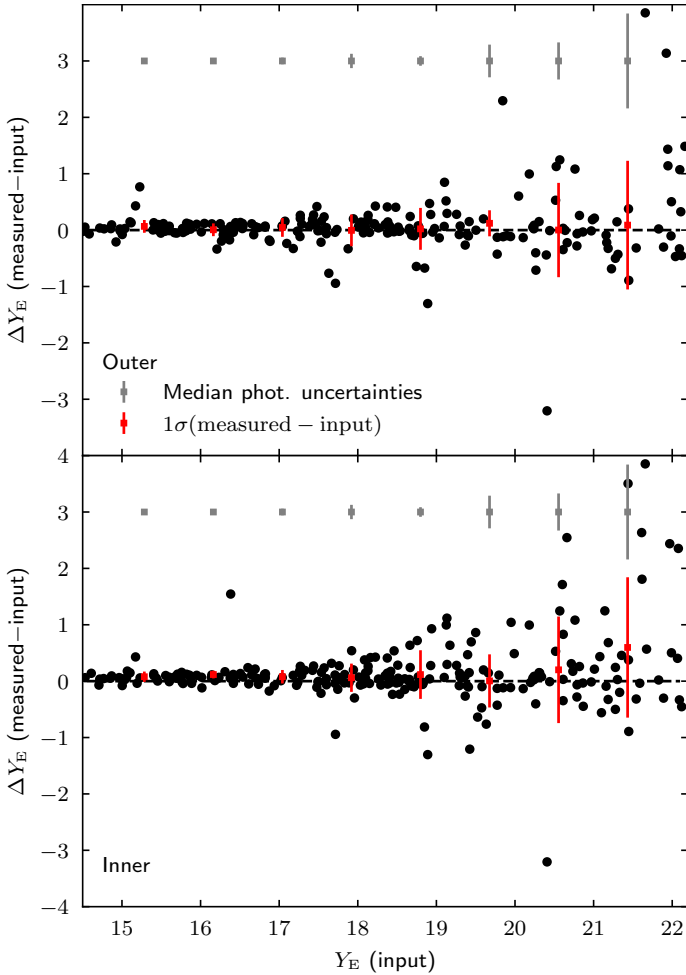 3
2
1
0
−1
−2
−3
ΔY_E (measured−input)
Outer
Median phot. uncertainties
1σ(measured − input)
4
3
2
1
0
−1
−2
−3
−4
ΔY_E (measured−input)
Inner
15 16 17 18 19 20 21 22
Y_E (input)